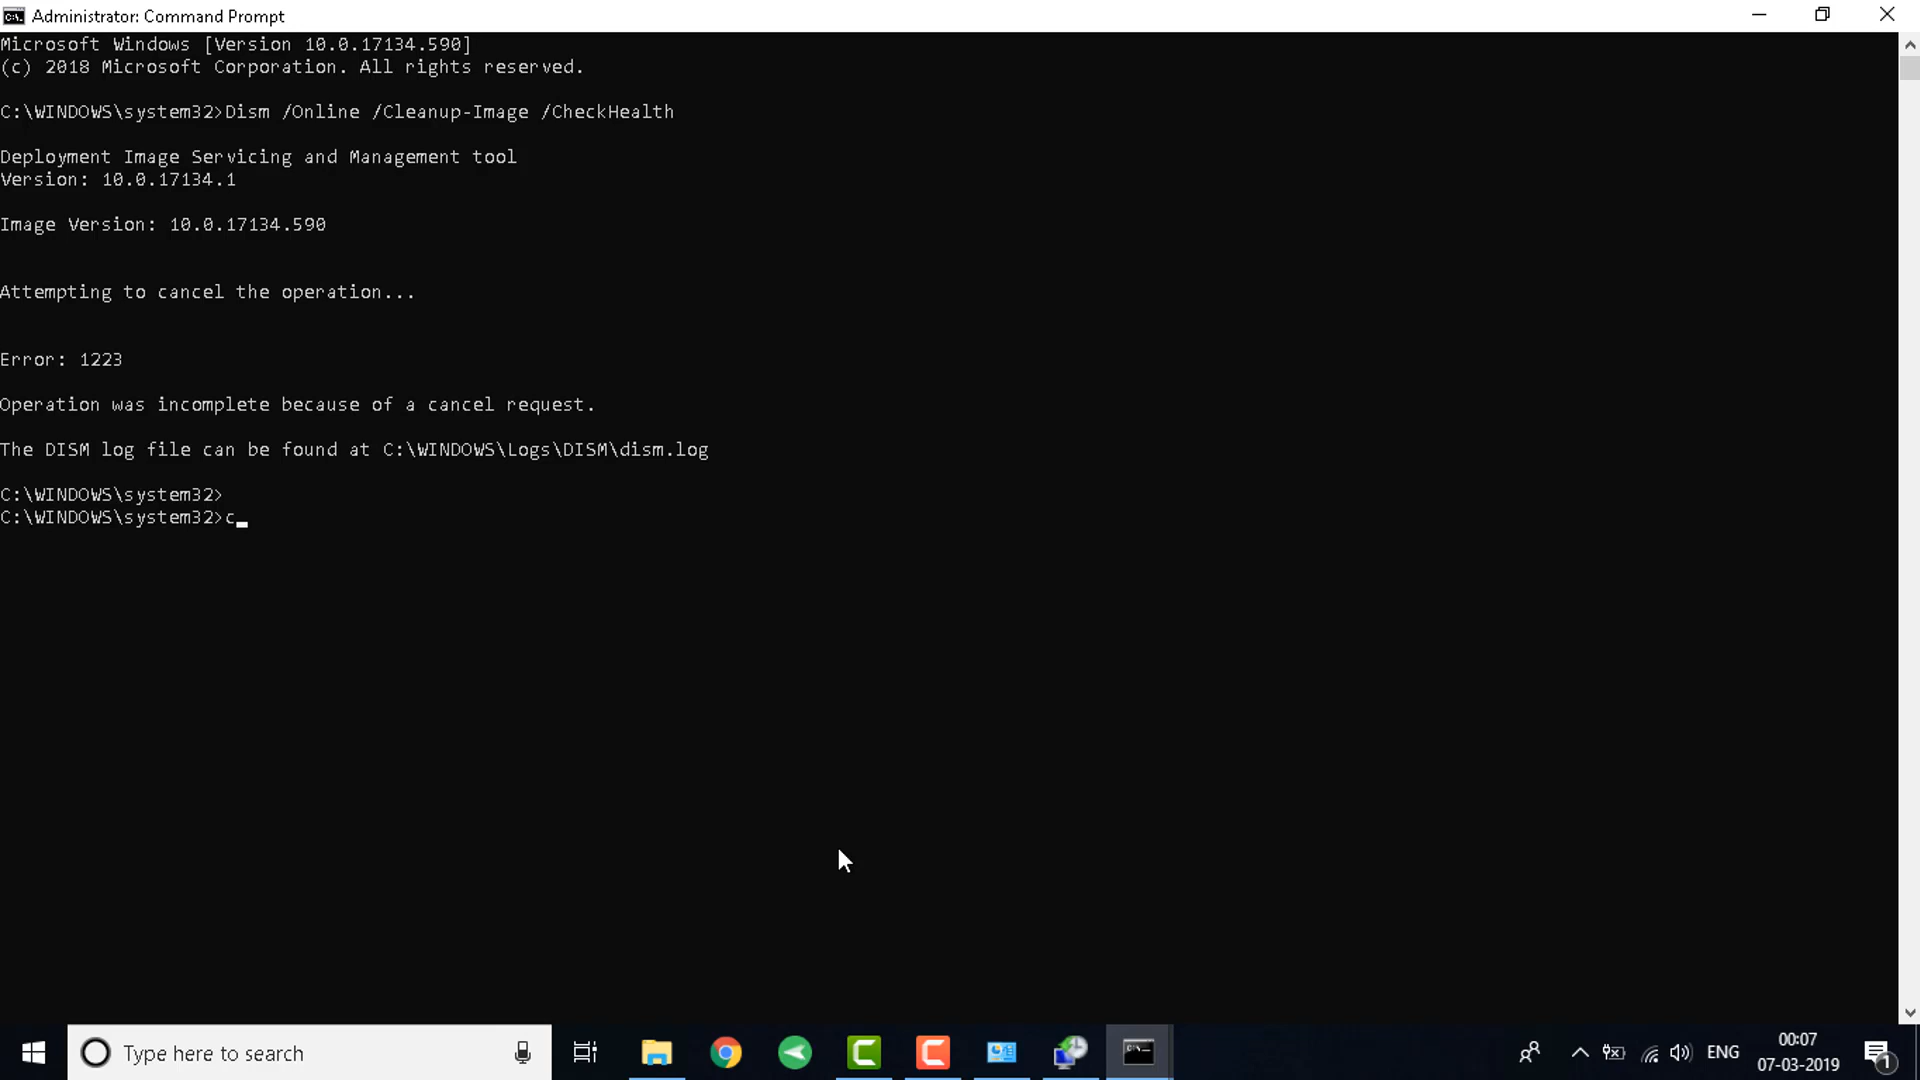 Administrator: Command Prompt
Microsoft Windows [Version 10.0.17134.590]
(c) 2018 Microsoft Corporation. All rights reserved.
C:\WINDOWS\system32>Dism /Online /Cleanup-Image /CheckHealth
Deployment Image Servicing and Management tool
Version: 10.0.17134.1
Image Version: 10.0.17134.590
Attempting to cancel the operation...
Error: 1223
Operation was incomplete because of a cancel request.
The DISM log file can be found at C:\WINDOWS\Logs\DISM\dism.log
C:\WINDOWS\system32>
C:\WINDOWS\system32>c_
Type here to search
ENG
00:07
07-03-2019
1